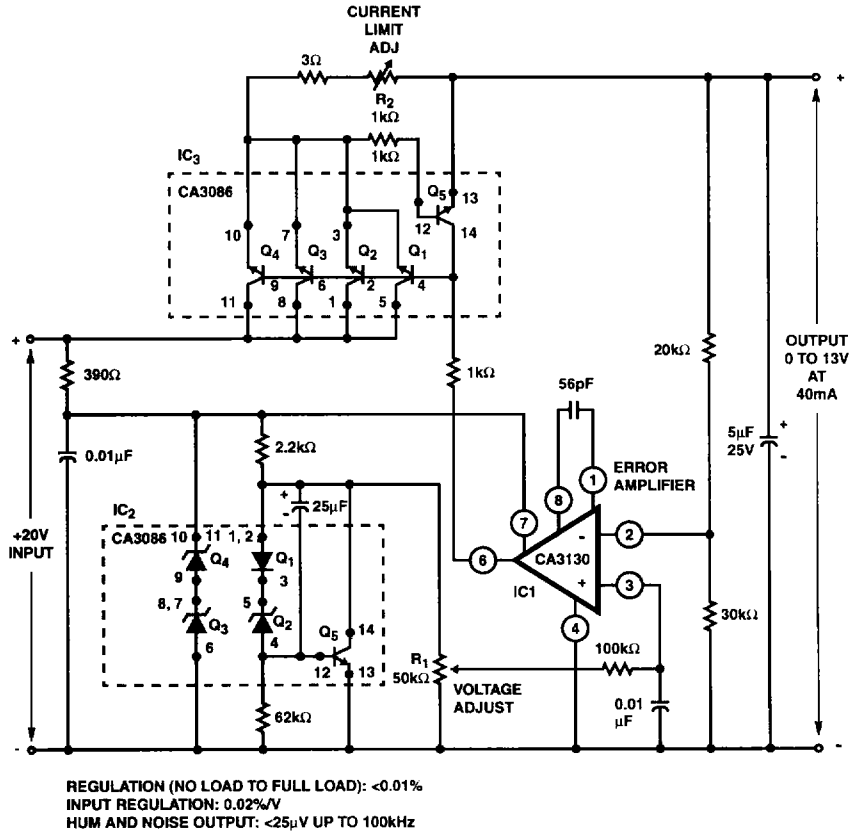 CURRENT
LIMIT
ADJ
3Ω
R2
1kΩ
1kΩ
IC3
CA3086
Q5
13
12
14
10
7
3
Q4
Q3
Q2
Q1
9
6
2
4
11
8
1
5
+
+
390Ω
1kΩ
20kΩ
OUTPUT
0 TO 13V
AT
40mA
56pF
0.01µF
2.2kΩ
5µF
25V
+
-
1
ERROR
AMPLIFIER
8
+
-
25µF
7
IC2
CA3086
+20V
INPUT
10
11
1, 2
Q4
Q1
9
3
-
2
6
CA3130
IC1
+
3
8, 7
5
Q3
Q2
4
6
4
Q5
14
12
13
R1
50kΩ
100kΩ
30kΩ
VOLTAGE
ADJUST
0.01
µF
62kΩ
-
-
REGULATION (NO LOAD TO FULL LOAD): <0.01%
INPUT REGULATION: 0.02%/V
HUM AND NOISE OUTPUT: <25µV UP TO 100kHz